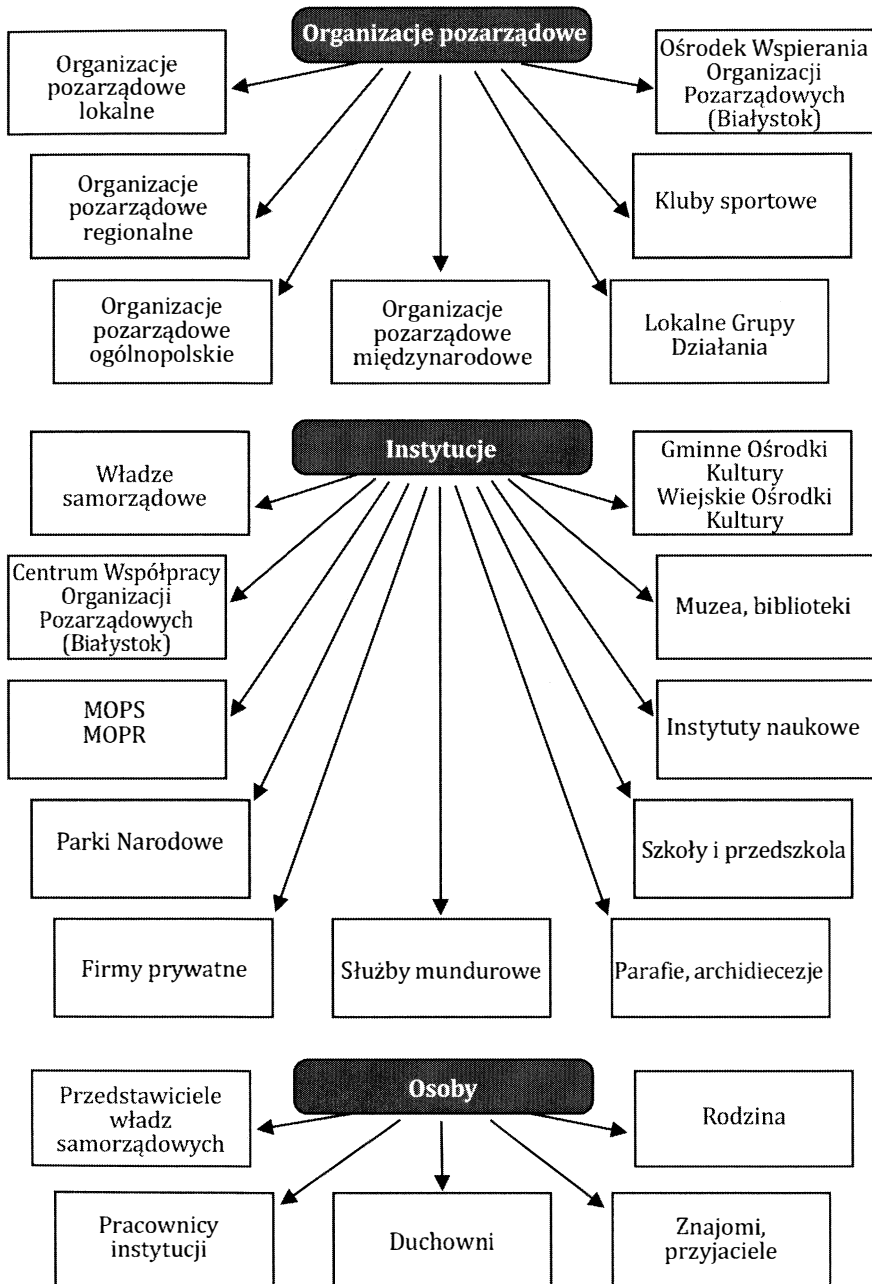 Organizacje pozarządowe
Organizacje
pozarządowe
lokalne
Ośrodek Wspierania
Organizacji
Pozarządowych
(Białystok)
Organizacje
pozarządowe
regionalne
Kluby sportowe
Organizacje
pozarządowe
ogólnopolskie
Organizacje
pozarządowe
międzynarodowe
Lokalne Grupy
Działania
Instytucje
Władze
samorządowe
Gminne Ośrodki
Kultury
Wiejskie Ośrodki
Kultury
Centrum Współpracy
Organizacji
Pozarządowych
(Białystok)
Muzea, biblioteki
MOPS
MOPR
Instytuty naukowe
Parki Narodowe
Szkoły i przedszkola
Firmy prywatne
Służby mundurowe
Parafie, archidiecezje
Osoby
Przedstawiciele
władz
samorządowych
Rodzina
Pracownicy
instytucji
Duchowni
Znajomi,
przyjaciele